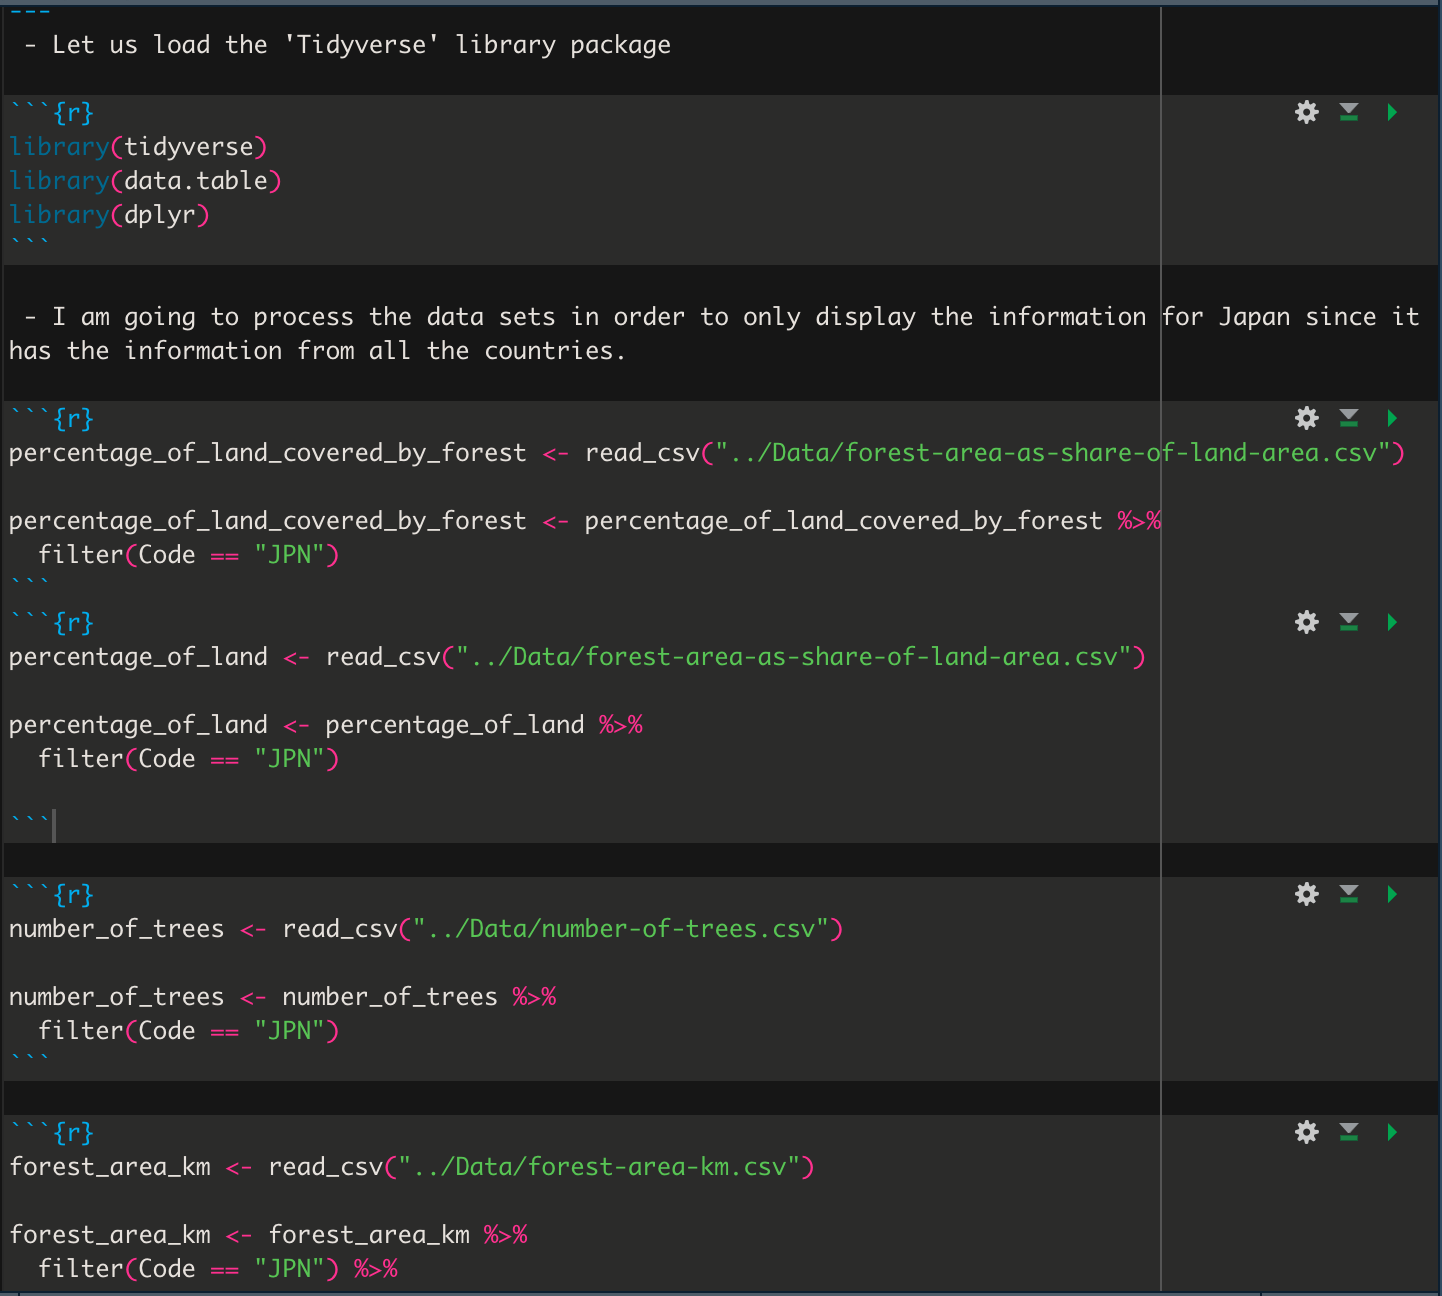 ---
 - Let us load the 'Tidyverse' library package
```{r}
library(tidyverse)
library(data.table)
library(dplyr)
```
 - I am going to process the data sets in order to only display the information for Japan since it
has the information from all the countries.
```{r}
percentage_of_land_covered_by_forest <- read_csv("../Data/forest-area-as-share-of-land-area.csv")
percentage_of_land_covered_by_forest <- percentage_of_land_covered_by_forest %>%
  filter(Code == "JPN")
```
```{r}
percentage_of_land <- read_csv("../Data/forest-area-as-share-of-land-area.csv")
percentage_of_land <- percentage_of_land %>%
  filter(Code == "JPN")
```
```{r}
number_of_trees <- read_csv("../Data/number-of-trees.csv")
number_of_trees <- number_of_trees %>%
  filter(Code == "JPN")
```
```{r}
forest_area_km <- read_csv("../Data/forest-area-km.csv")
forest_area_km <- forest_area_km %>%
  filter(Code == "JPN") %>%